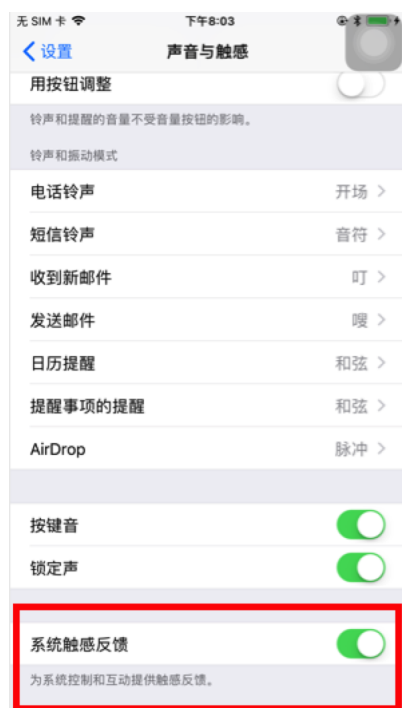 无 SIM 卡 下午8:03
设置 声音与触感
用按钮调整
铃声和提醒的音量不受音量按钮的影响。
铃声和振动模式
电话铃声 开场
短信铃声 音符
收到新邮件 叮
发送邮件 嗖
日历提醒 和弦
提醒事项的提醒 和弦
AirDrop 脉冲
按键音
锁定声
系统触感反馈
为系统控制和互动提供触感反馈。